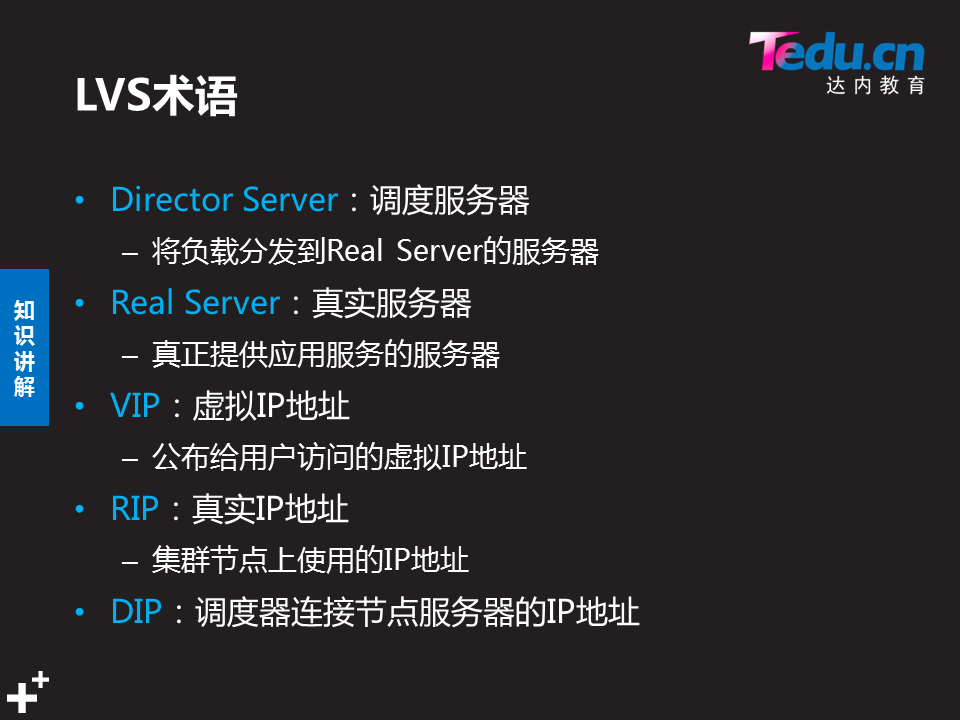 Tedu.cn
达内教育
LVS术语
• Director Server：调度服务器
– 将负载分发到Real Server的服务器
• Real Server：真实服务器
– 真正提供应用服务的服务器
• VIP：虚拟IP地址
– 公布给用户访问的虚拟IP地址
• RIP：真实IP地址
– 集群节点上使用的IP地址
• DIP：调度器连接节点服务器的IP地址
知识讲解